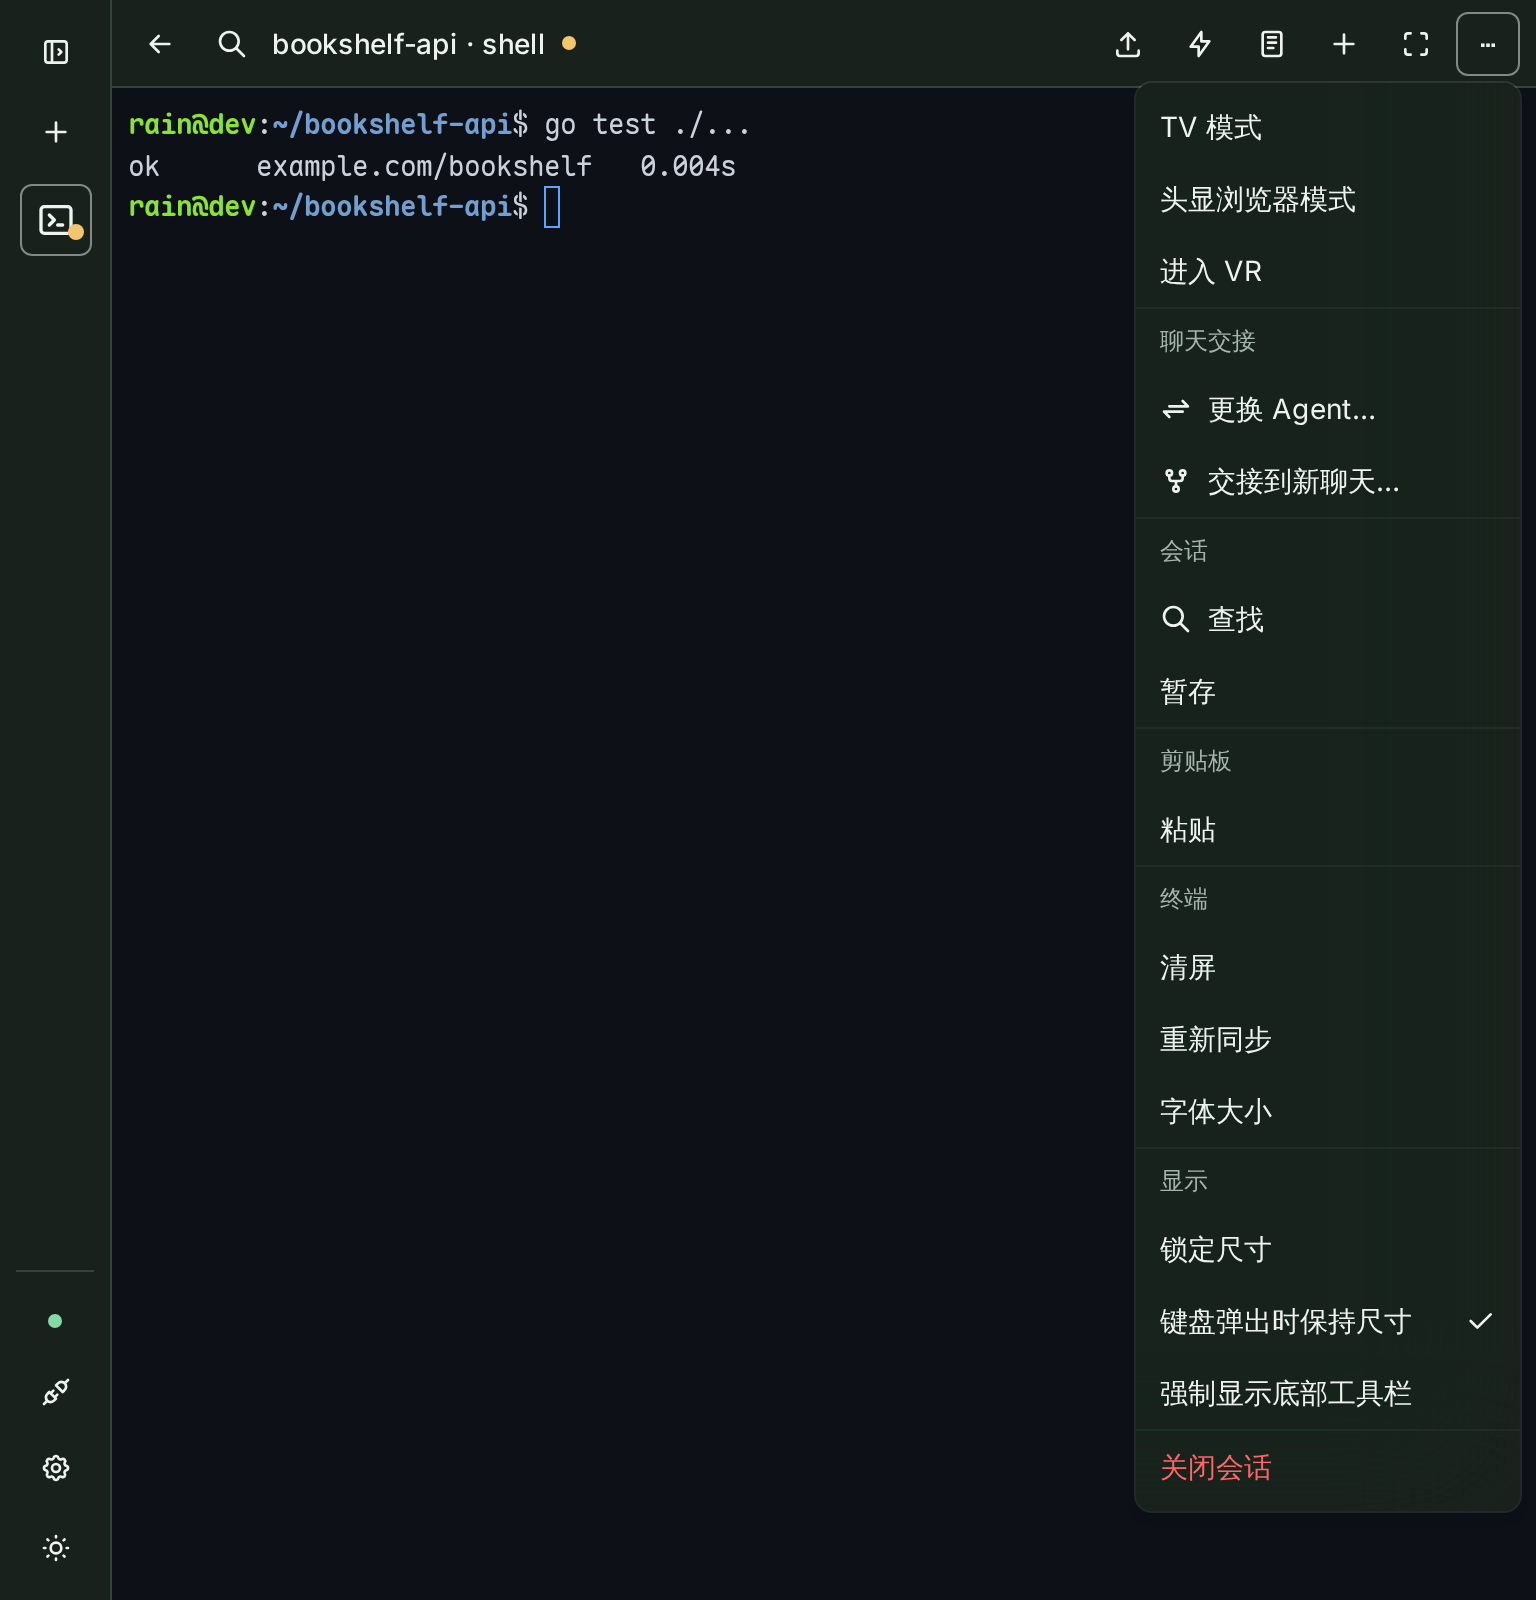 bookshelf-api · shell
rain@dev:~/bookshelf-api$ go test ./...
ok      example.com/bookshelf   0.004s
rain@dev:~/bookshelf-api$
TV 模式
头显浏览器模式
进入 VR
聊天交接
更换 Agent...
交接到新聊天...
会话
查找
暂存
剪贴板
粘贴
终端
清屏
重新同步
字体大小
显示
锁定尺寸
键盘弹出时保持尺寸
强制显示底部工具栏
关闭会话